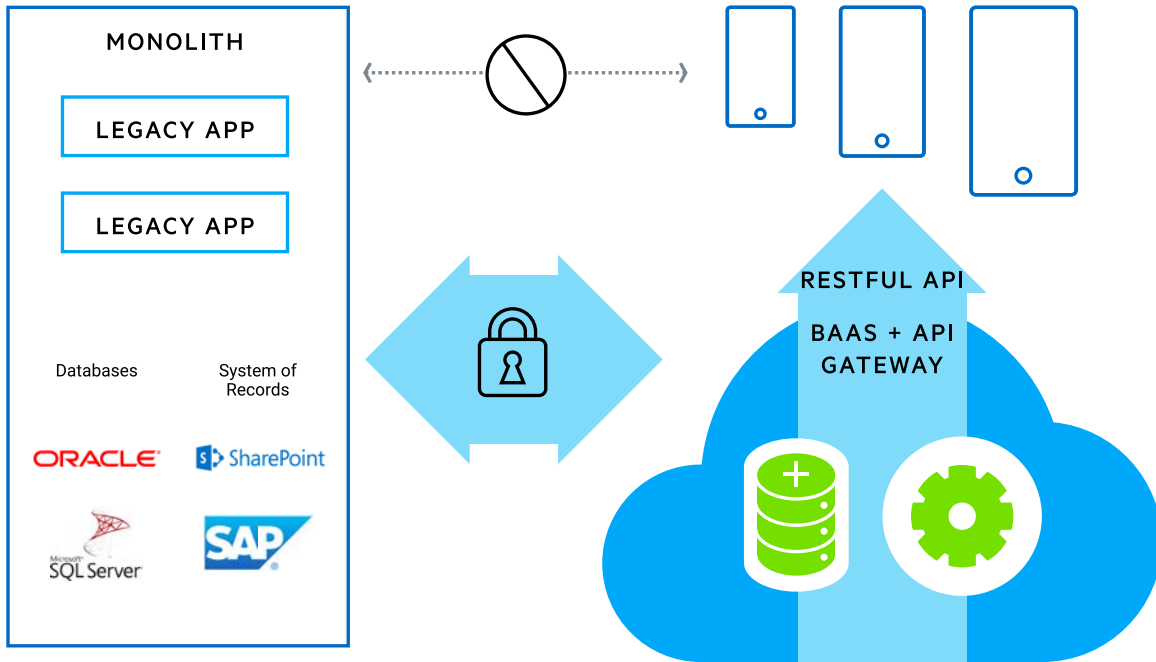 MONOLITH
LEGACY APP
LEGACY APP
Databases
System of
Records
ORACLE
S SharePoint
Microsoft
SQL Server
SAP
RESTFUL API
BAAS + API
GATEWAY